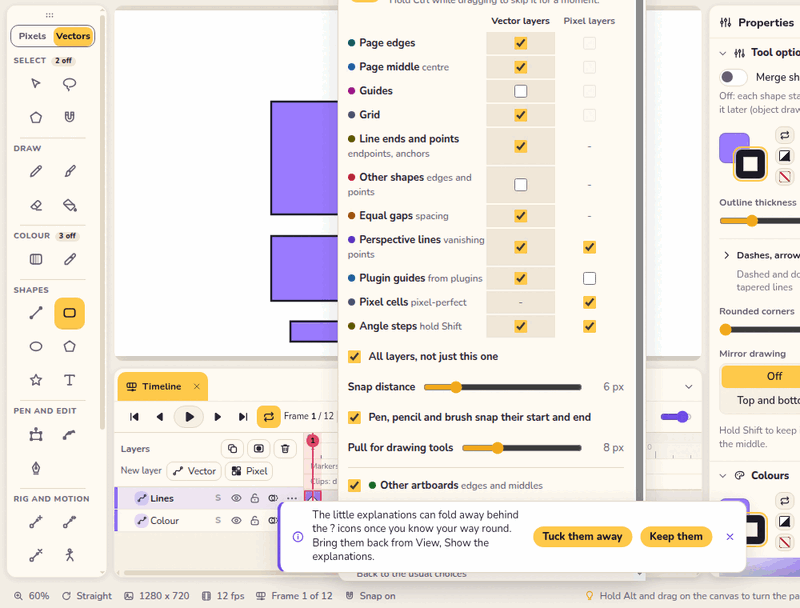 Pixels Vectors
SELECT 2 off
DRAW
COLOUR 3 off
SHAPES
PEN AND EDIT
RIG AND MOTION
Hold Ctrl while dragging to skip it for a moment.
Vector layers Pixel layers
Page edges
Page middle centre
Guides
Grid
Line ends and points
endpoints, anchors
-
Other shapes edges and
points
-
Equal gaps spacing
-
Perspective lines vanishing
points
Plugin guides from plugins
Pixel cells pixel-perfect
-
Angle steps hold Shift
All layers, not just this one
Snap distance 6 px
Pen, pencil and brush snap their start and end
Pull for drawing tools 8 px
Other artboards edges and middles
Back to the usual choices
Properties
Tool optio
Merge sh
Off: each shape sta
it later (object draw
Outline thickness
Dashes, arrow
Dashed and do
tapered lines
Rounded corners
Mirror drawing
Off
Top and botto
Hold Shift to keep
the middle.
Colours
Timeline
Frame 1 / 12
Layers
New layer Vector Pixel
1
Markers
Clips: d
0
Lines S
Colour S
The little explanations can fold away behind
the ? icons once you know your way round.
Bring them back from View, Show the
explanations.
Tuck them away Keep them
60% Straight 1280 x 720 12 fps Frame 1 of 12 Snap on
Hold Alt and drag on the canvas to turn the pa